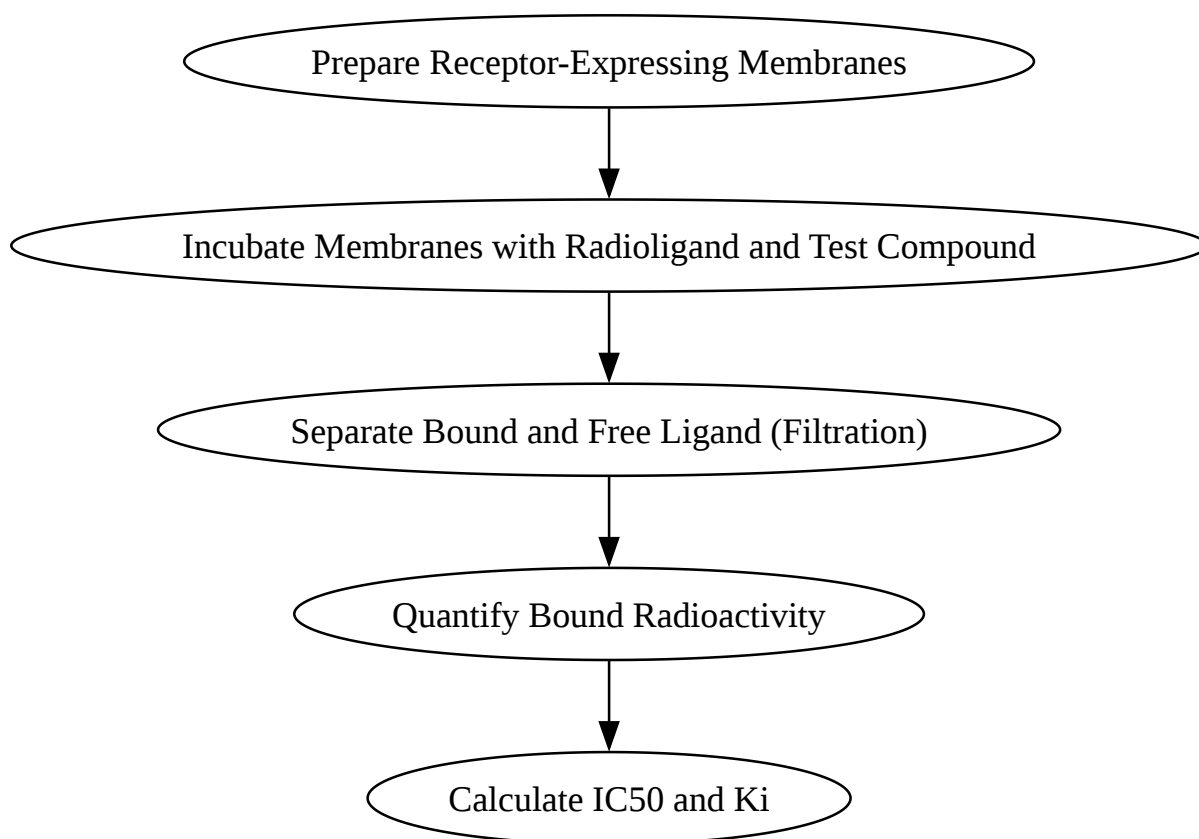 Prepare Receptor-Expressing Membranes
Incubate Membranes with Radioligand and Test Compound
Separate Bound and Free Ligand (Filtration)
Quantify Bound Radioactivity
Calculate IC50 and Ki